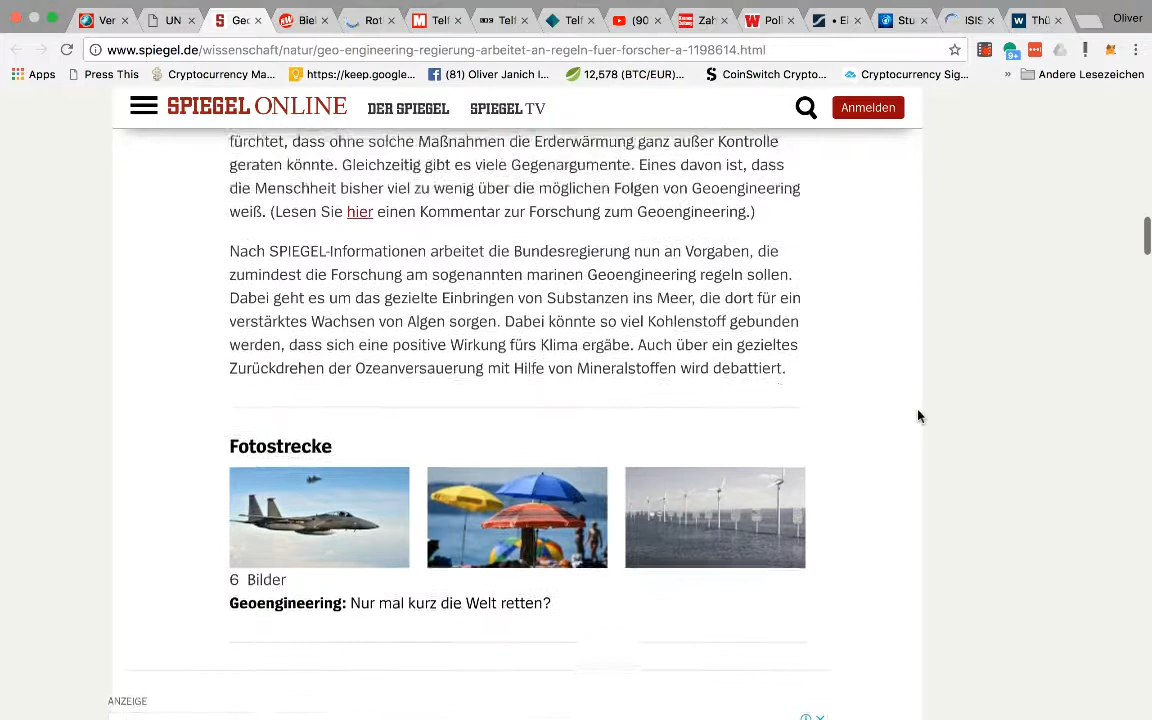 Ver
UN
Geo
Biel
Rot
Telf
Telf
Telf
(90
Zah
Poli
• Ei
Stu
ISIS
Thü
Oliver
www.spiegel.de/wissenschaft/natur/geo-engineering-regierung-arbeitet-an-regeln-fuer-forscher-a-1198614.html
9+
Apps
Press This
Cryptocurrency Ma...
https://keep.google...
(81) Oliver Janich I...
12,578 (BTC/EUR)...
CoinSwitch Crypto...
Cryptocurrency Sig...
»
Andere Lesezeichen
SPIEGEL ONLINE
DER SPIEGEL
SPIEGEL TV
Anmelden
fürchtet, dass ohne solche Maßnahmen die Erderwärmung ganz außer Kontrolle
geraten könnte. Gleichzeitig gibt es viele Gegenargumente. Eines davon ist, dass
die Menschheit bisher viel zu wenig über die möglichen Folgen von Geoengineering
weiß. (Lesen Sie hier einen Kommentar zur Forschung zum Geoengineering.)
Nach SPIEGEL-Informationen arbeitet die Bundesregierung nun an Vorgaben, die
zumindest die Forschung am sogenannten marinen Geoengineering regeln sollen.
Dabei geht es um das gezielte Einbringen von Substanzen ins Meer, die dort für ein
verstärktes Wachsen von Algen sorgen. Dabei könnte so viel Kohlenstoff gebunden
werden, dass sich eine positive Wirkung fürs Klima ergäbe. Auch über ein gezieltes
Zurückdrehen der Ozeanversauerung mit Hilfe von Mineralstoffen wird debattiert.
Fotostrecke
6 Bilder
Geoengineering: Nur mal kurz die Welt retten?
ANZEIGE